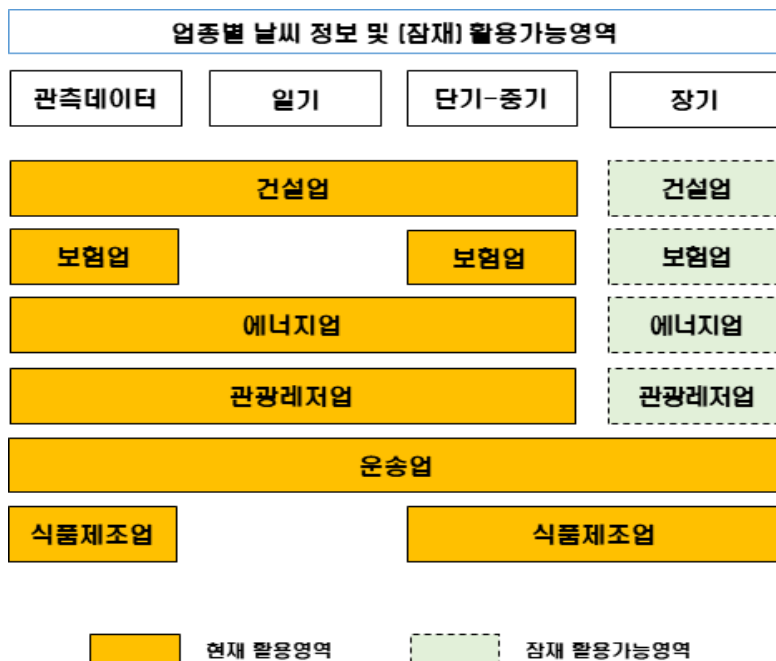 업종별 날씨 정보 및 (잠재) 활용가능영역
관측데이터 일기 단기-중기 장기
건설업 건설업
보험업 보험업 보험업
에너지업 에너지업
관광레저업 관광레저업
운송업
식품제조업 식품제조업
현재 활용영역 잠재 활용가능영역